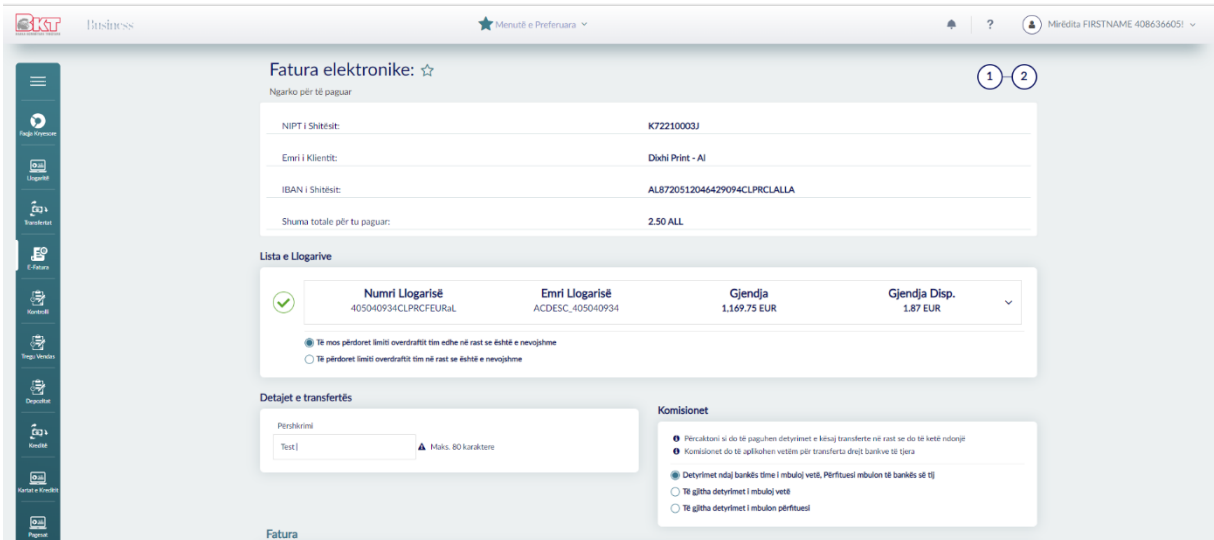 BKT Business Menutë e Preferuara ? Mirëdita FIRSTNAME 408636605!
Fatura elektronike:
1 2
Ngarko për të paguar
NIPT i Shitësit: K72210003J
Emri i Klientit: Dixhi Print - Al
IBAN i Shitësit: AL8720512046429094CLPRCLALLA
Shuma totale për tu paguar: 2.50 ALL
Faqja Kryesore
Llogaritë
Transfertat
E-Fatura
Kontrolli
Tregu Vendas
Depozitat
Kreditë
Kartat e Kreditit
Pagesat
Lista e Llogarive
Numri Llogarisë Emri Llogarisë Gjendja Gjendja Disp.
405040934CLPRCFEURaL ACDESC_405040934 1,169.75 EUR 1.87 EUR
Të mos përdoret limiti overdraftit tim edhe në rast se është e nevojshme
Të përdoret limiti overdraftit tim në rast se është e nevojshme
Detajet e transfertës
Përshkrimi
Test
Maks. 80 karaktere
Komisionet
Përcaktoni si do të paguhen detyrimet e kësaj transferte në rast se do të ketë ndonjë
Komisionet do të aplikohen vetëm për transferta drejt bankve të tjera
Detyrimet ndaj bankës time i mbuloj vetë, Përfituesi mbulon të bankës së tij
Të gjitha detyrimet i mbuloj vetë
Të gjitha detyrimet i mbulon përfituesi
Fatura